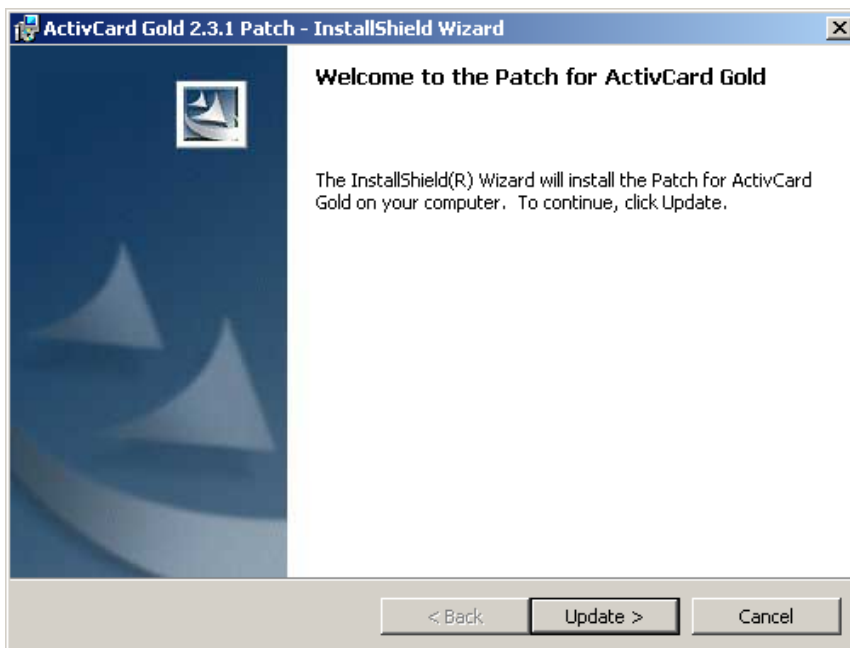 ActivCard Gold 2.3.1 Patch - InstallShield Wizard
Welcome to the Patch for ActivCard Gold
The InstallShield(R) Wizard will install the Patch for ActivCard
Gold on your computer.  To continue, click Update.
< Back
Update >
Cancel